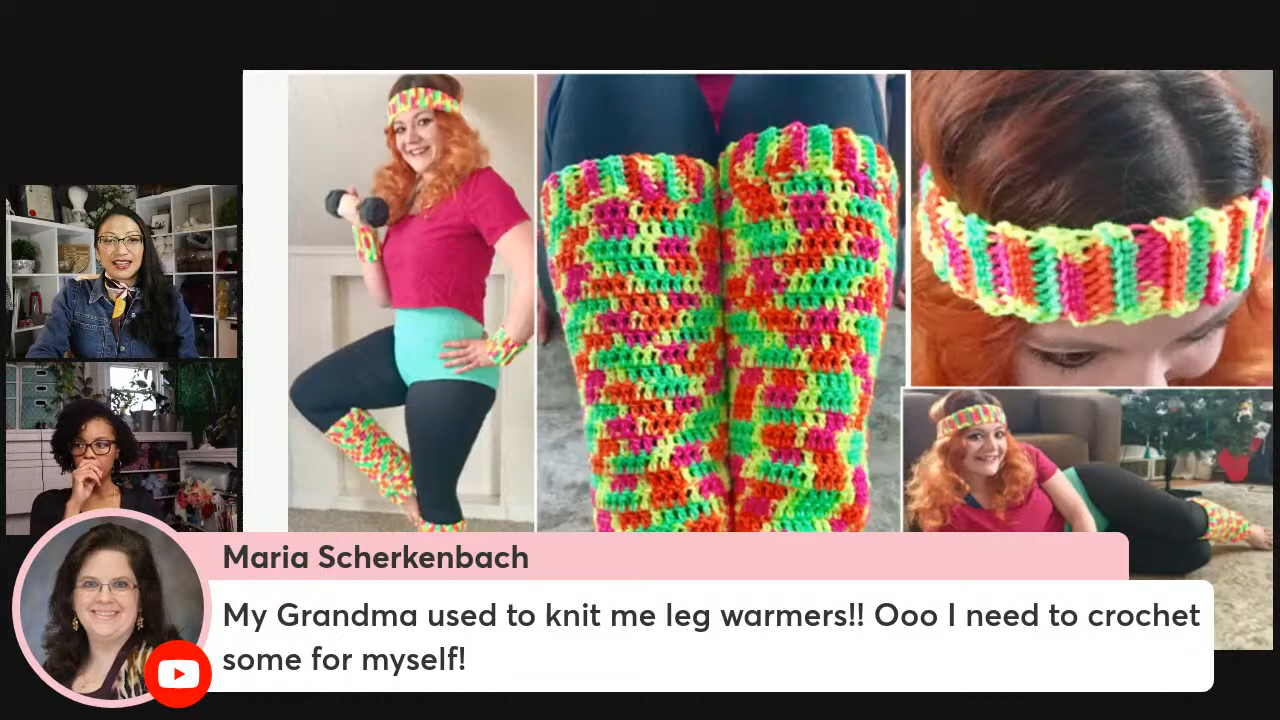 Maria Scherkenbach
My Grandma used to knit me leg warmers!! Ooo I need to crochet
some for myself!